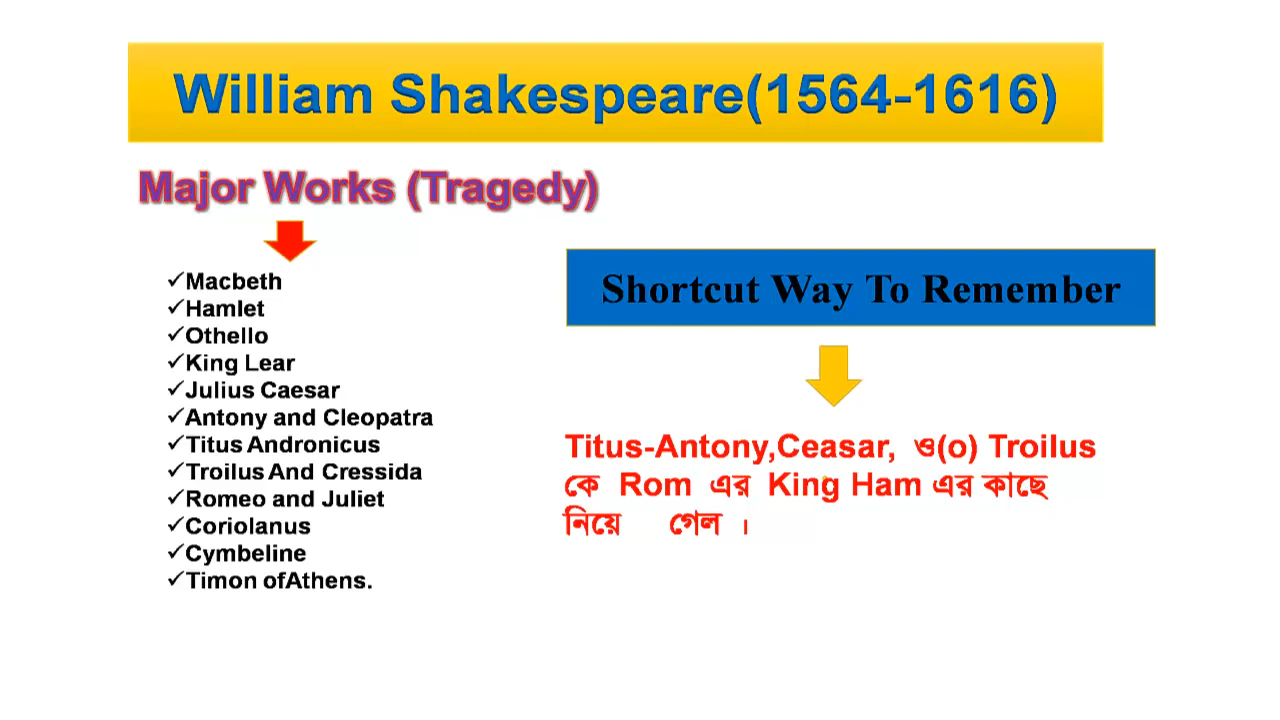 William Shakespeare(1564-1616)
Major Works (Tragedy)
✓Macbeth
✓Hamlet
✓Othello
✓King Lear
✓Julius Caesar
✓Antony and Cleopatra
✓Titus Andronicus
✓Troilus And Cressida
✓Romeo and Juliet
✓Coriolanus
✓Cymbeline
✓Timon ofAthens.
Shortcut Way To Remember
Titus-Antony,Ceasar, ও(o) Troilus
কে Rom এর King Ham এর কাছে
নিয়ে গেল ।